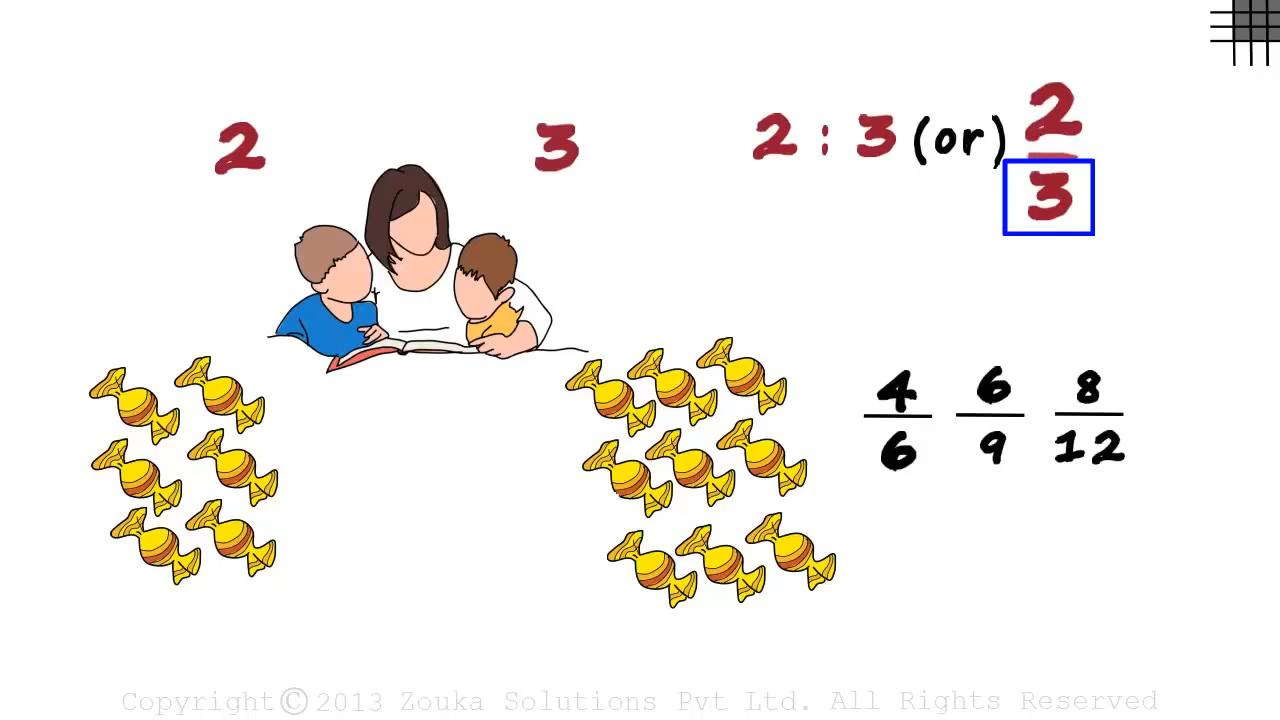 2 3 2 : 3 (or) 2/3
4/6 6/9 8/12
Copyright© 2013 Zouka Solutions Pvt Ltd. All Rights Reserved